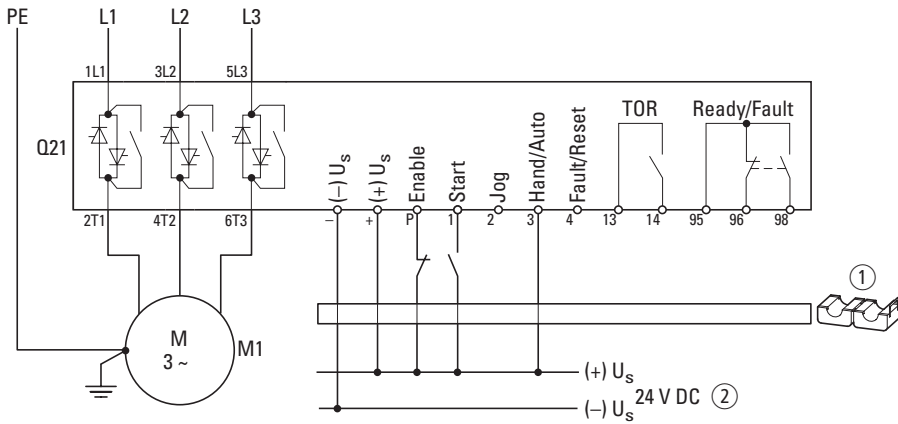 PE L1 L2 L3
1L1 3L2 5L3
Q21
(–) Us
(+) Us
Enable
Start
Jog
Hand/Auto
Fault/Reset
TOR
Ready/Fault
2T1 4T2 6T3 – + P 1 2 3 4 13 14 95 96 98
1
M
3 ~
M1
(+) Us
24 V DC 2
(–) Us